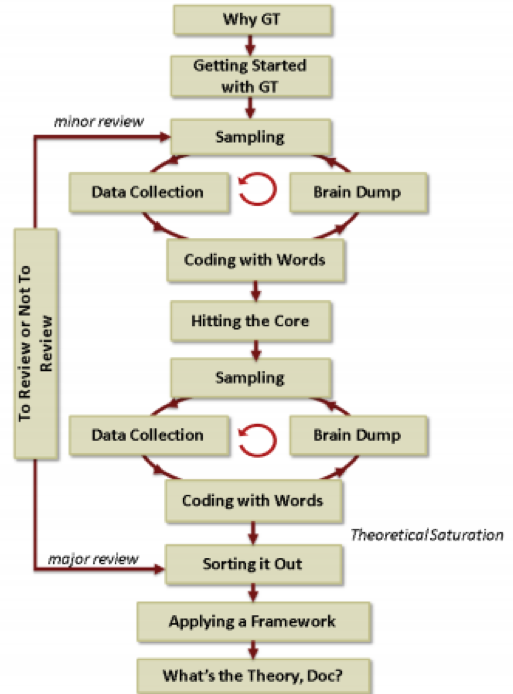 Why GT
Getting Started
with GT
minor review
Sampling
Data Collection
Brain Dump
Coding with Words
To Review or Not To
Review
Hitting the Core
Sampling
Data Collection
Brain Dump
Coding with Words
Theoretical Saturation
major review
Sorting it Out
Applying a Framework
What's the Theory, Doc?